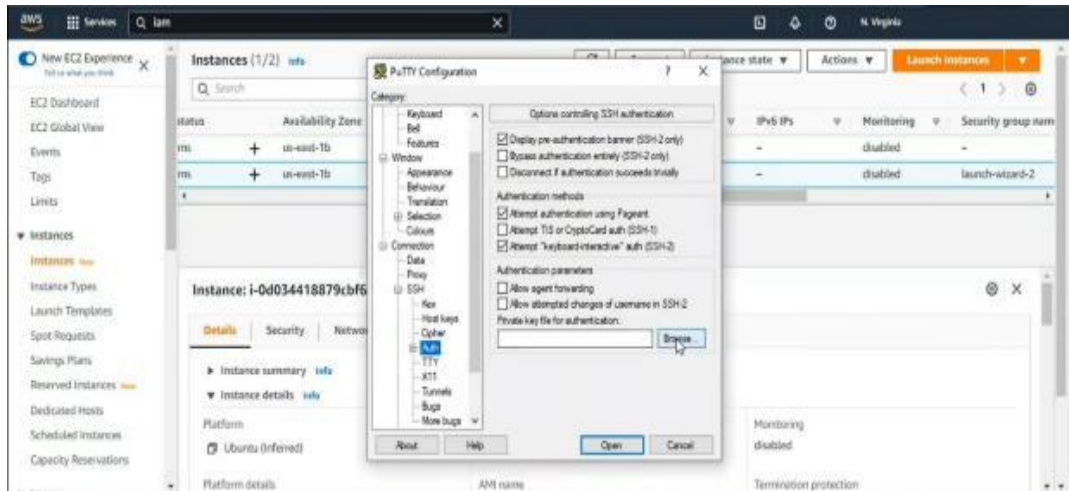 aws
Services
iam
N. Virginia
New EC2 Experience
Tell us what you think
EC2 Dashboard
EC2 Global View
Events
Tags
Limits
Instances
Instances New
Instance Types
Launch Templates
Spot Requests
Savings Plans
Reserved Instances New
Dedicated Hosts
Scheduled Instances
Capacity Reservations
Instances (1/2) Info
Search
Actions
Launch instances
1
status
Availability Zone
IPv6 IPs
Monitoring
Security group nam
us-east-1b
–
disabled
–
us-east-1b
–
disabled
launch-wizard-2
Instance: i-0d034418879cbf6
Details
Security
Netwo
Instance summary Info
Instance details Info
Platform
Ubuntu (Inferred)
Platform details
AMI name
Monitoring
disabled
Termination protection
PuTTY Configuration
?
Category:
Keyboard
Bell
Features
Window
Appearance
Behaviour
Translation
Selection
Colours
Connection
Data
Proxy
SSH
Kex
Host keys
Cipher
Auth
TTY
X11
Tunnels
Bugs
More bugs
Options controlling SSH authentication
Display pre-authentication banner (SSH-2 only)
Bypass authentication entirely (SSH-2 only)
Disconnect if authentication succeeds trivially
Authentication methods
Attempt authentication using Pageant
Attempt TIS or CryptoCard auth (SSH-1)
Attempt "keyboard-interactive" auth (SSH-2)
Authentication parameters
Allow agent forwarding
Allow attempted changes of username in SSH-2
Private key file for authentication:
Browse...
About
Help
Open
Cancel